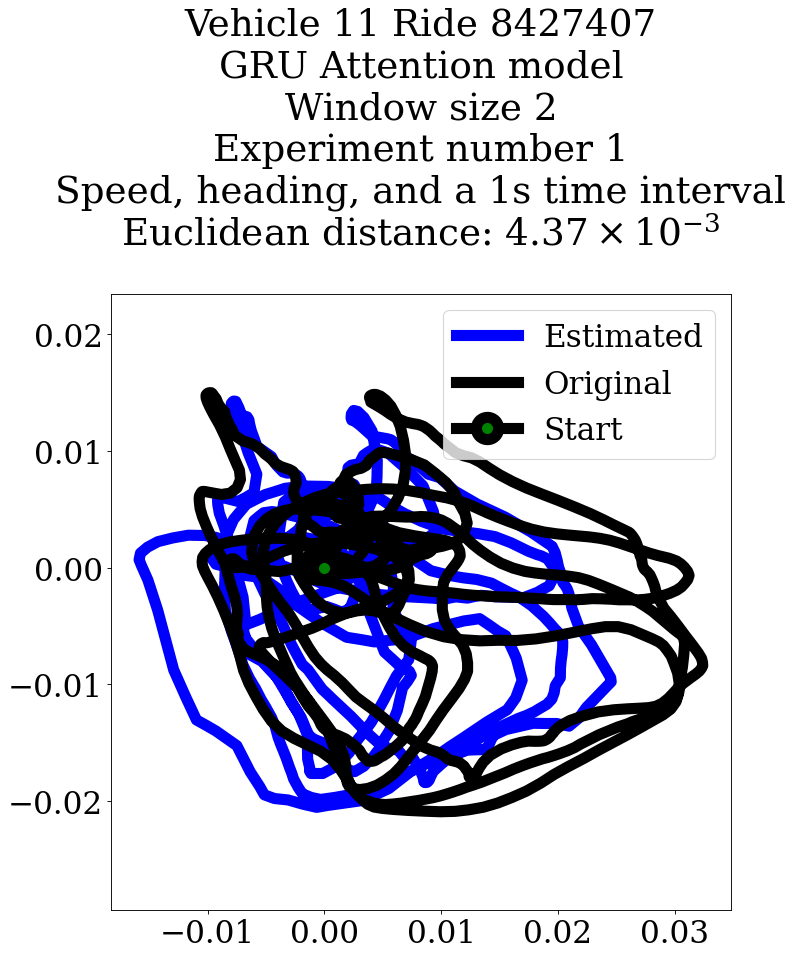 Vehicle 11 Ride 8427407
GRU Attention model
Window size 2
Experiment number 1
Speed, heading, and a 1s time interval
Euclidean distance: 4.37 × 10⁻³
Estimated
Original
Start
0.02
0.01
0.00
−0.01
−0.02
−0.01 0.00 0.01 0.02 0.03